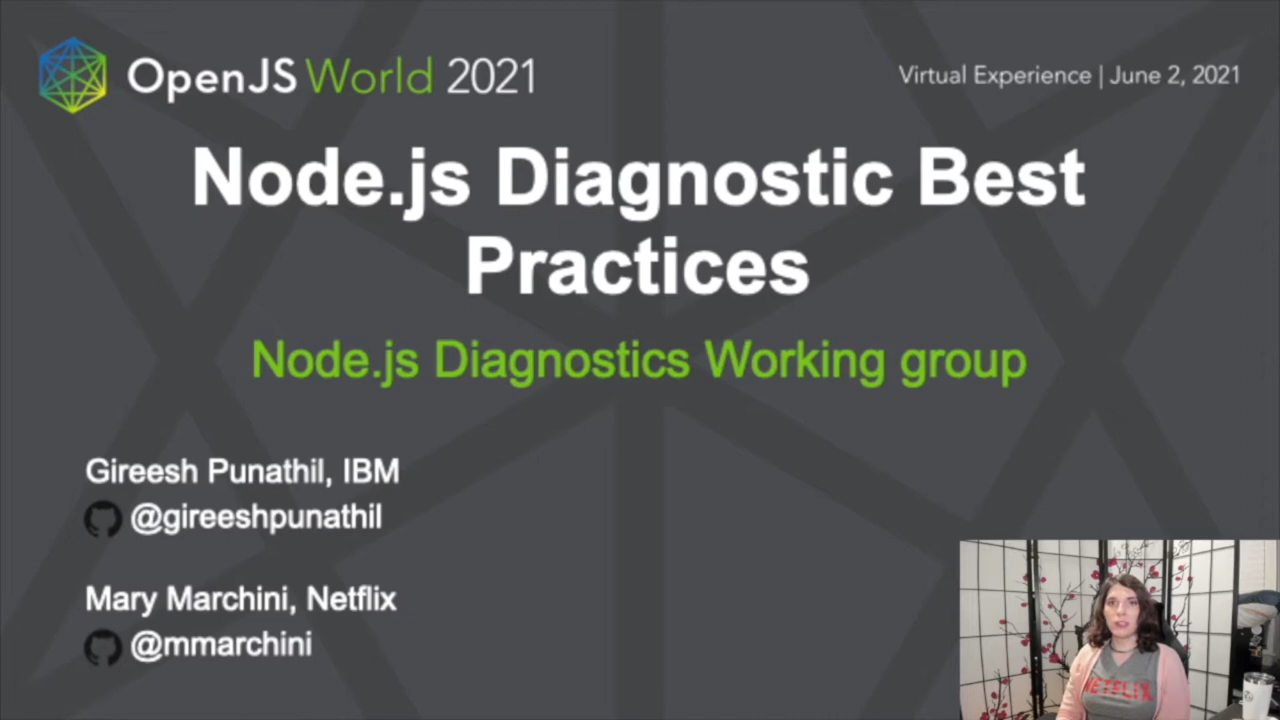 OpenJS World 2021
Virtual Experience | June 2, 2021
Node.js Diagnostic Best
Practices
Node.js Diagnostics Working group
Gireesh Punathil, IBM
@gireeshpunathil
Mary Marchini, Netflix
@mmarchini
NETFLIX